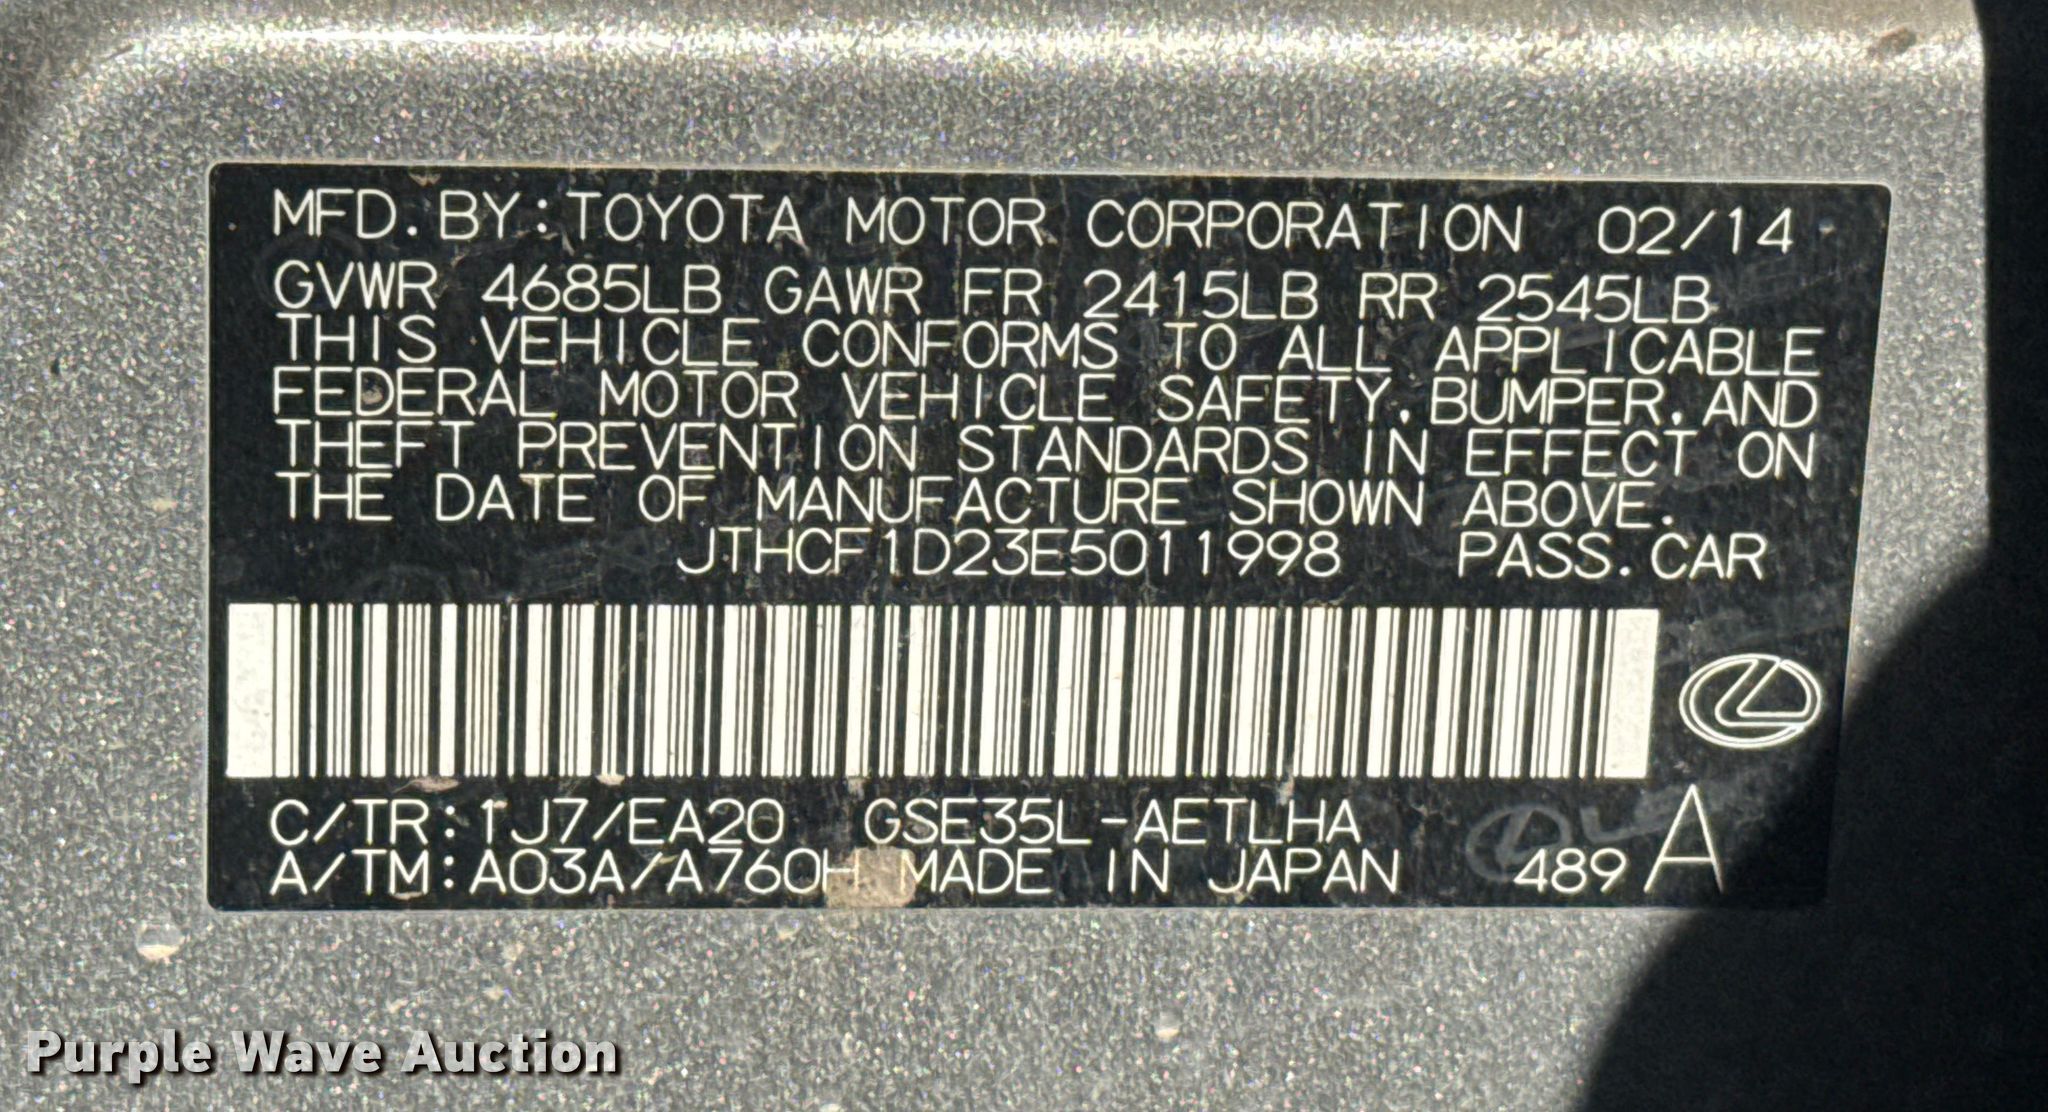 MFD. BY: TOYOTA MOTOR CORPORATION 02/14
GVWR 4685LB GAWR FR 2415LB RR 2545LB
THIS VEHICLE CONFORMS TO ALL APPLICABLE
FEDERAL MOTOR VEHICLE SAFETY, BUMPER, AND
THEFT PREVENTION STANDARDS IN EFFECT ON
THE DATE OF MANUFACTURE SHOWN ABOVE.
JTHCF1D23E5011998 PASS. CAR
C/TR: 1J7/EA20 GSE35L-AETLHA
A/TM: A03A/A760H MADE IN JAPAN 489 A
Purple Wave Auction